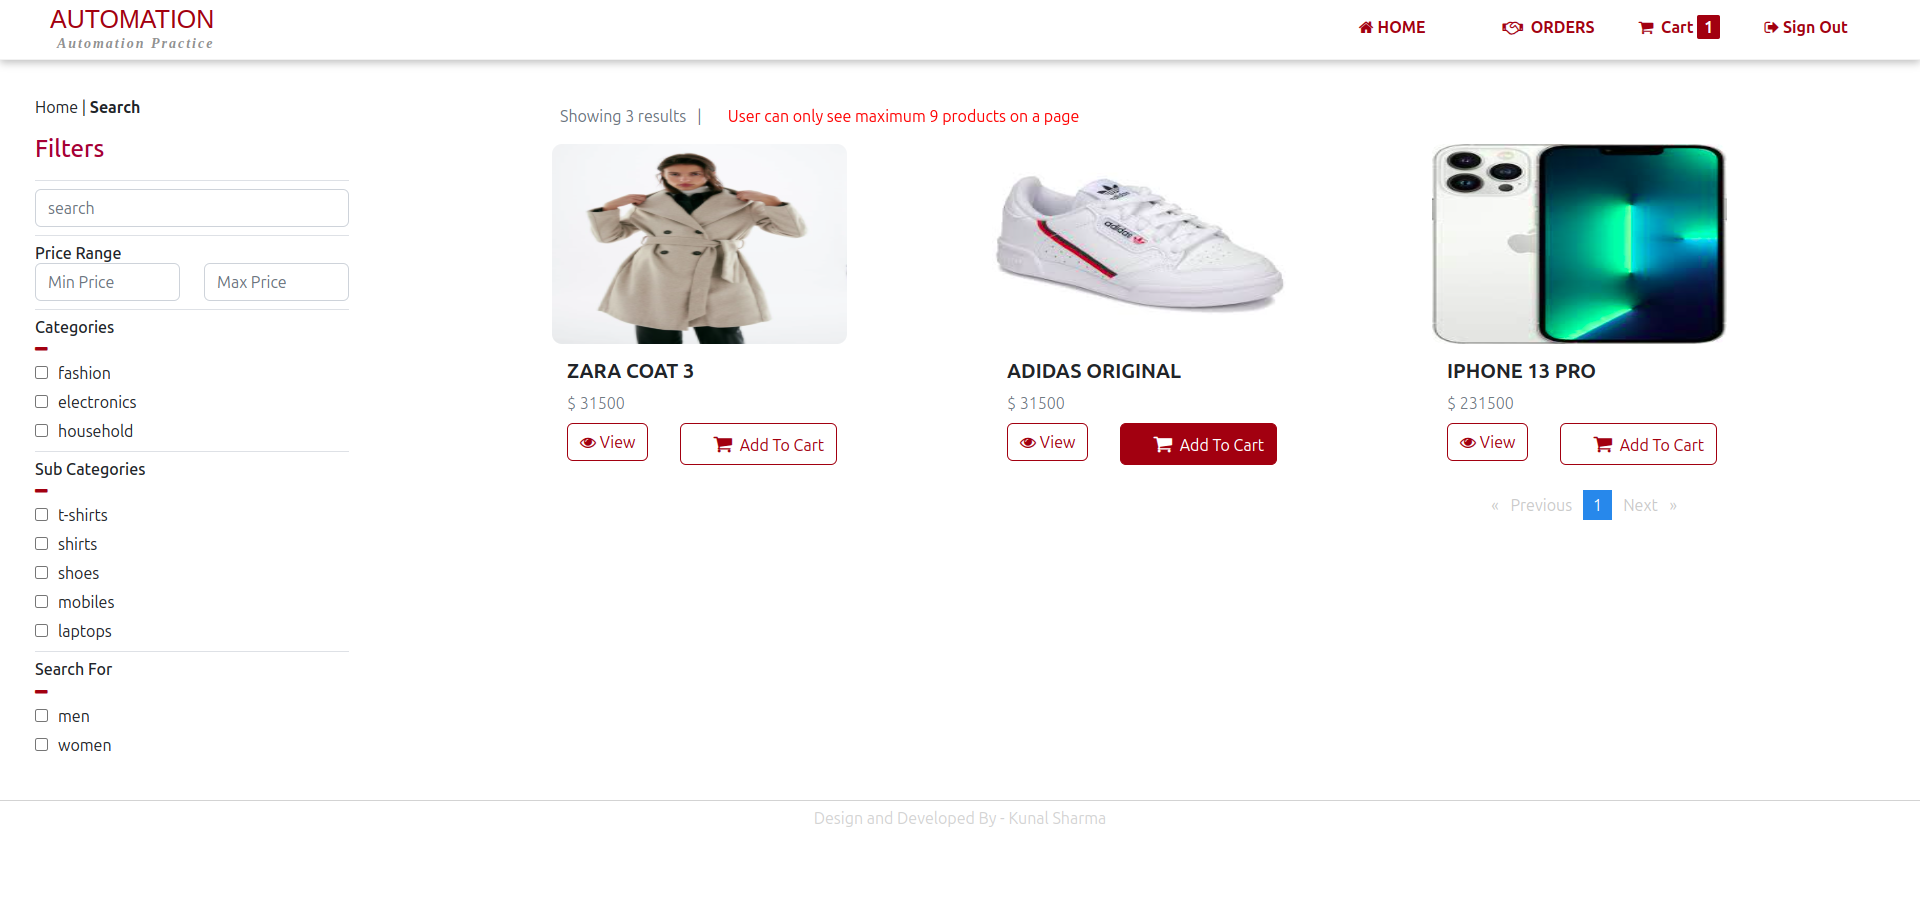 AUTOMATION
Automation Practice
HOME
ORDERS
Cart 1
Sign Out
Home | Search
Filters
search
Price Range
Min Price Max Price
Categories
fashion
electronics
household
Sub Categories
t-shirts
shirts
shoes
mobiles
laptops
Search For
men
women
Showing 3 results | User can only see maximum 9 products on a page
ZARA COAT 3
$ 31500
View Add To Cart
adidas
adidas
ADIDAS ORIGINAL
$ 31500
View Add To Cart
IPHONE 13 PRO
$ 231500
View Add To Cart
« Previous 1 Next »
Design and Developed By - Kunal Sharma